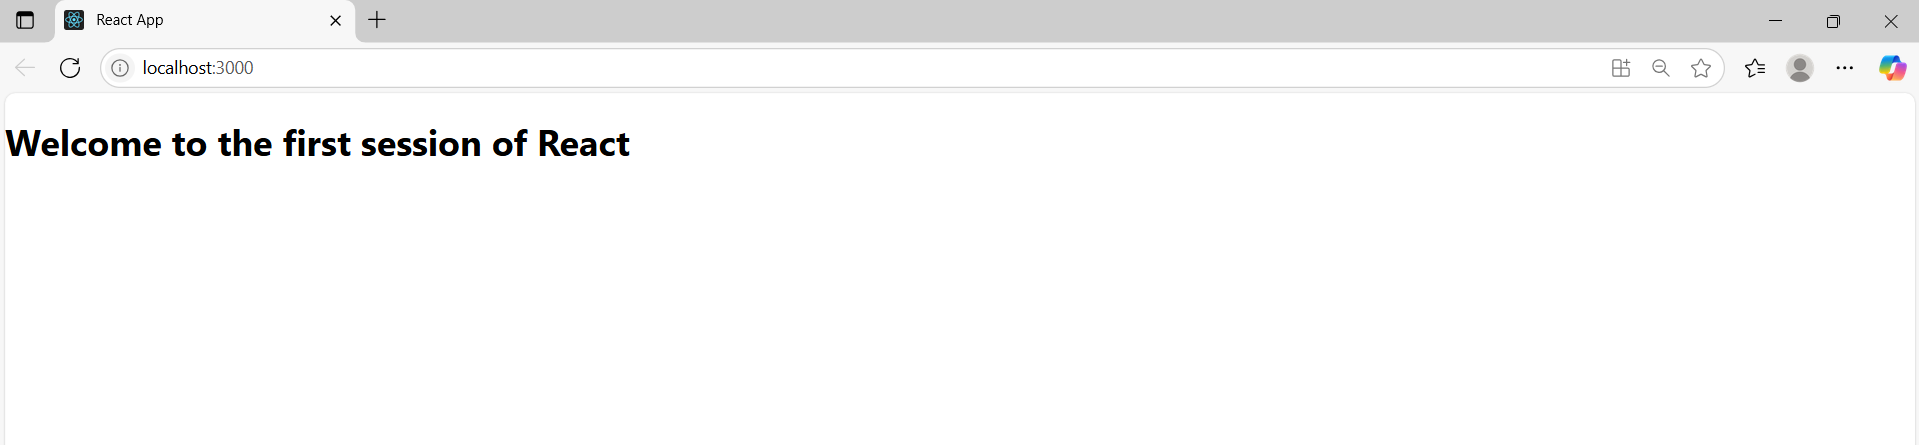 React App
localhost:3000
Welcome to the first session of React